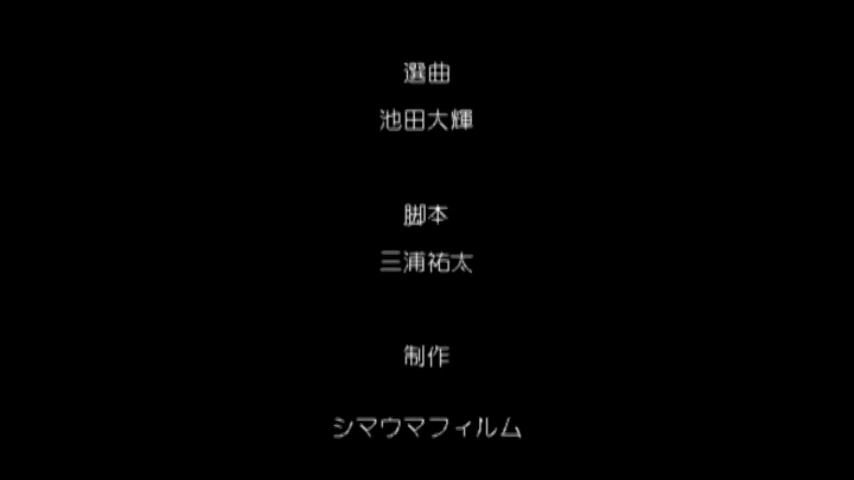 選曲
池田大輝
脚本
三浦祐太
制作
シマウマフィルム